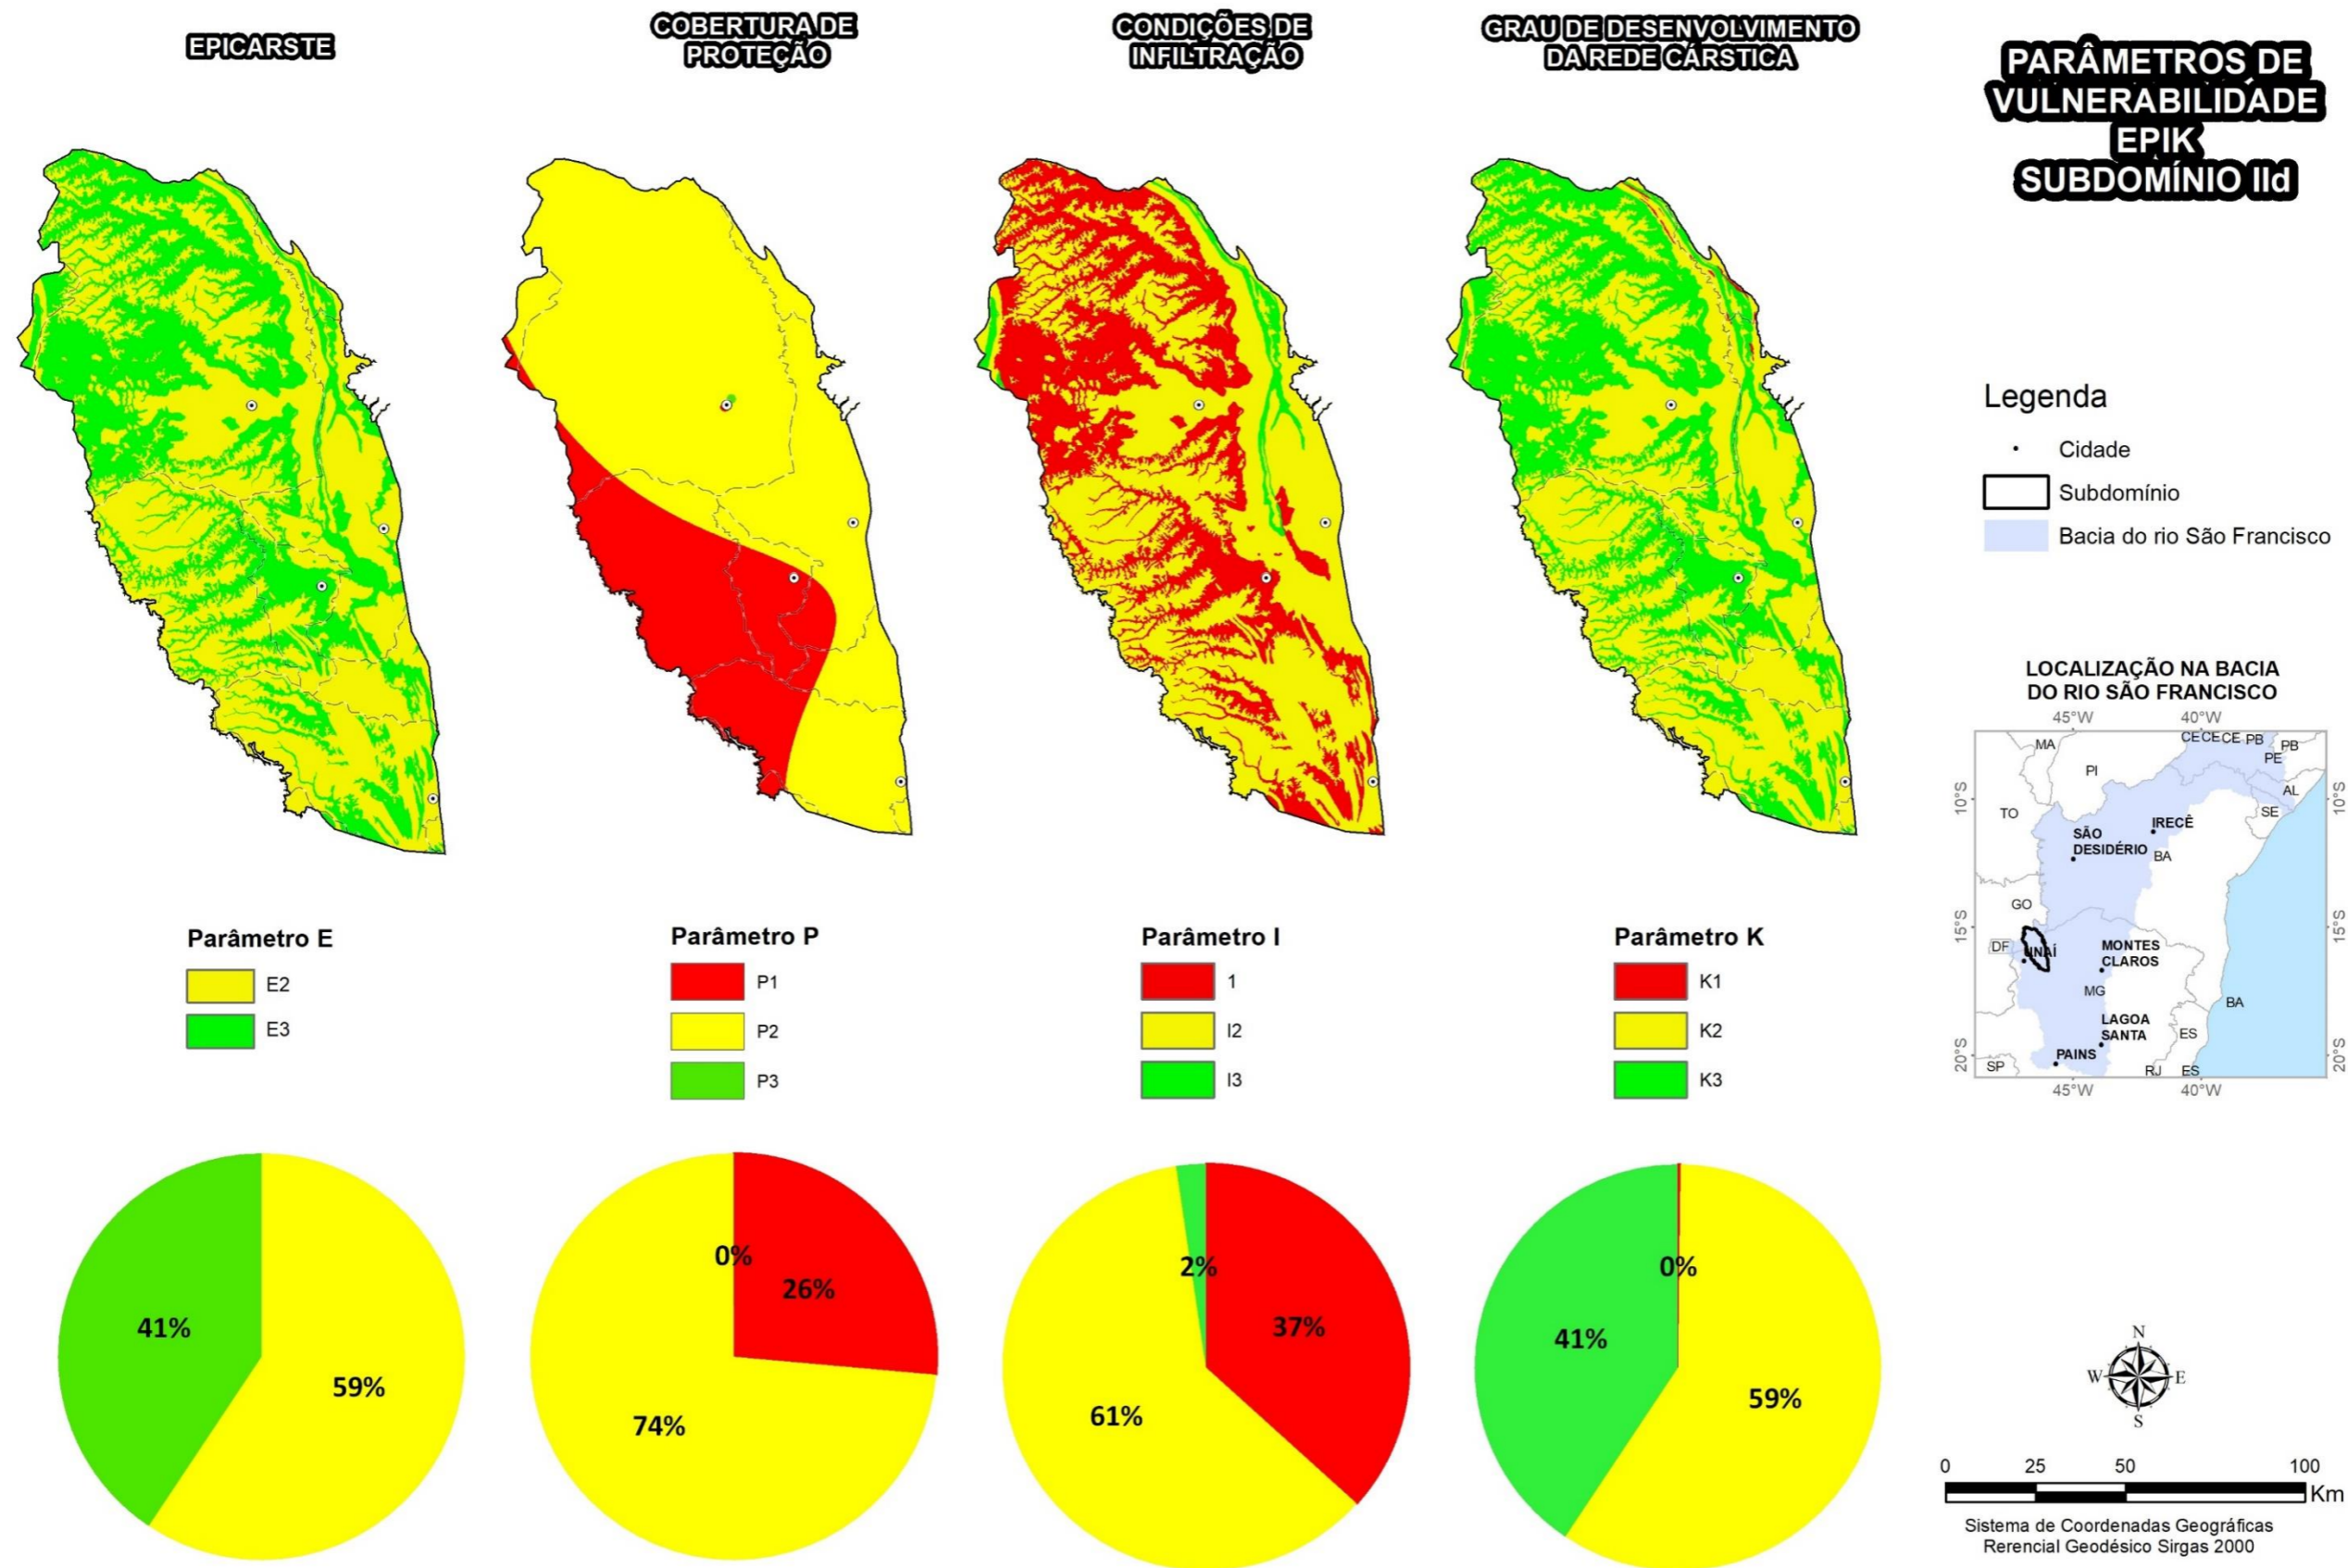 EPICARSTE
COBERTURA DE
PROTEÇÃO
CONDIÇÕES DE
INFILTRAÇÃO
GRAU DE DESENVOLVIMENTO
DA REDE CÁRSTICA
PARÂMETROS DE
VULNERABILIDADE
EPIK
SUBDOMÍNIO IId
Legenda
Cidade
Subdomínio
Bacia do rio São Francisco
LOCALIZAÇÃO NA BACIA
DO RIO SÃO FRANCISCO
45°W 40°W
CE CE CE PB
MA PB
PE
PI
AL
10°S 10°S
TO SE
IRECÊ
SÃO
DESIDÉRIO BA
GO
15°S 15°S
DF UNAÍ
MONTES
CLAROS
MG
BA
LAGOA
SANTA ES
20°S 20°S
PAINS
SP RJ ES
45°W 40°W
Parâmetro E
E2
E3
Parâmetro P
P1
P2
P3
Parâmetro I
1
I2
I3
Parâmetro K
K1
K2
K3
41%
59%
0%
26%
74%
2%
37%
61%
0%
41%
59%
N
W E
S
0 25 50 100
Km
Sistema de Coordenadas Geográficas
Rerencial Geodésico Sirgas 2000